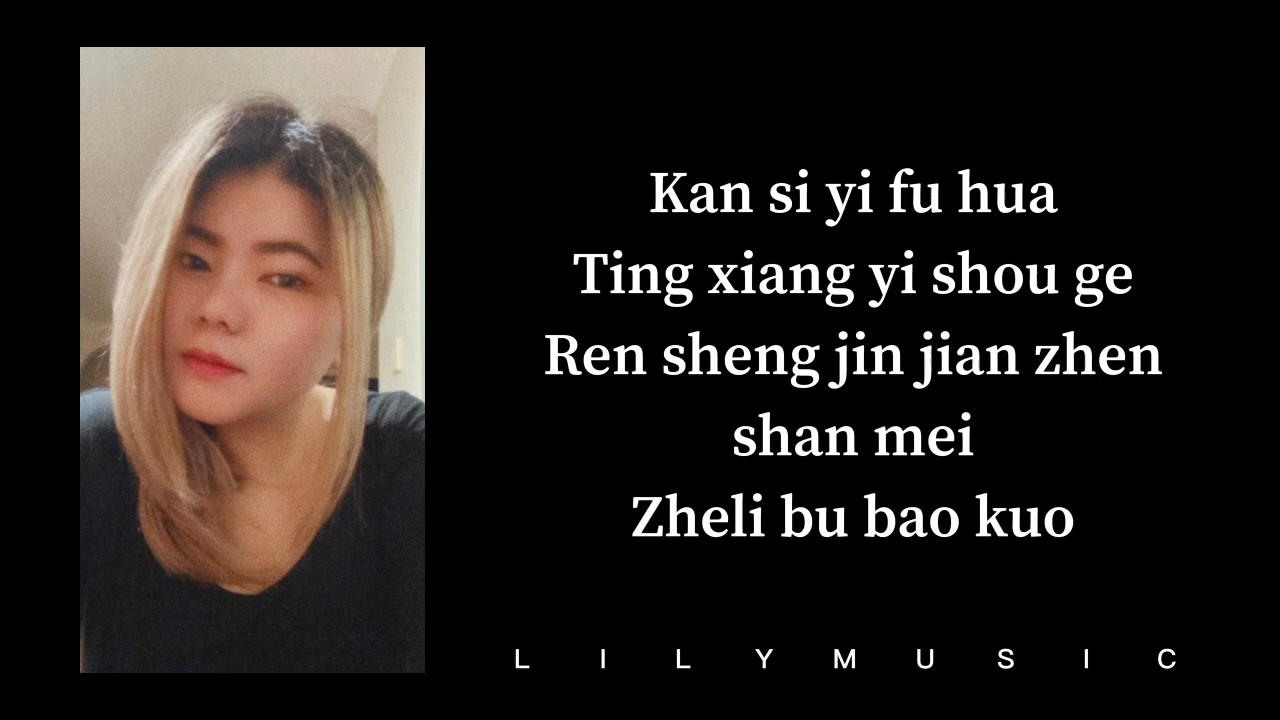 Kan si yi fu hua
Ting xiang yi shou ge
Ren sheng jin jian zhen
shan mei
Zheli bu bao kuo
LILYMUSIC